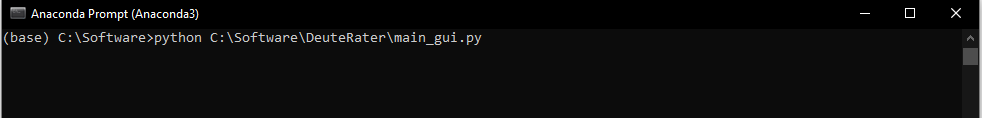 Anaconda Prompt (Anaconda3)
(base) C:\Software>python C:\Software\DeuteRater\main_gui.py